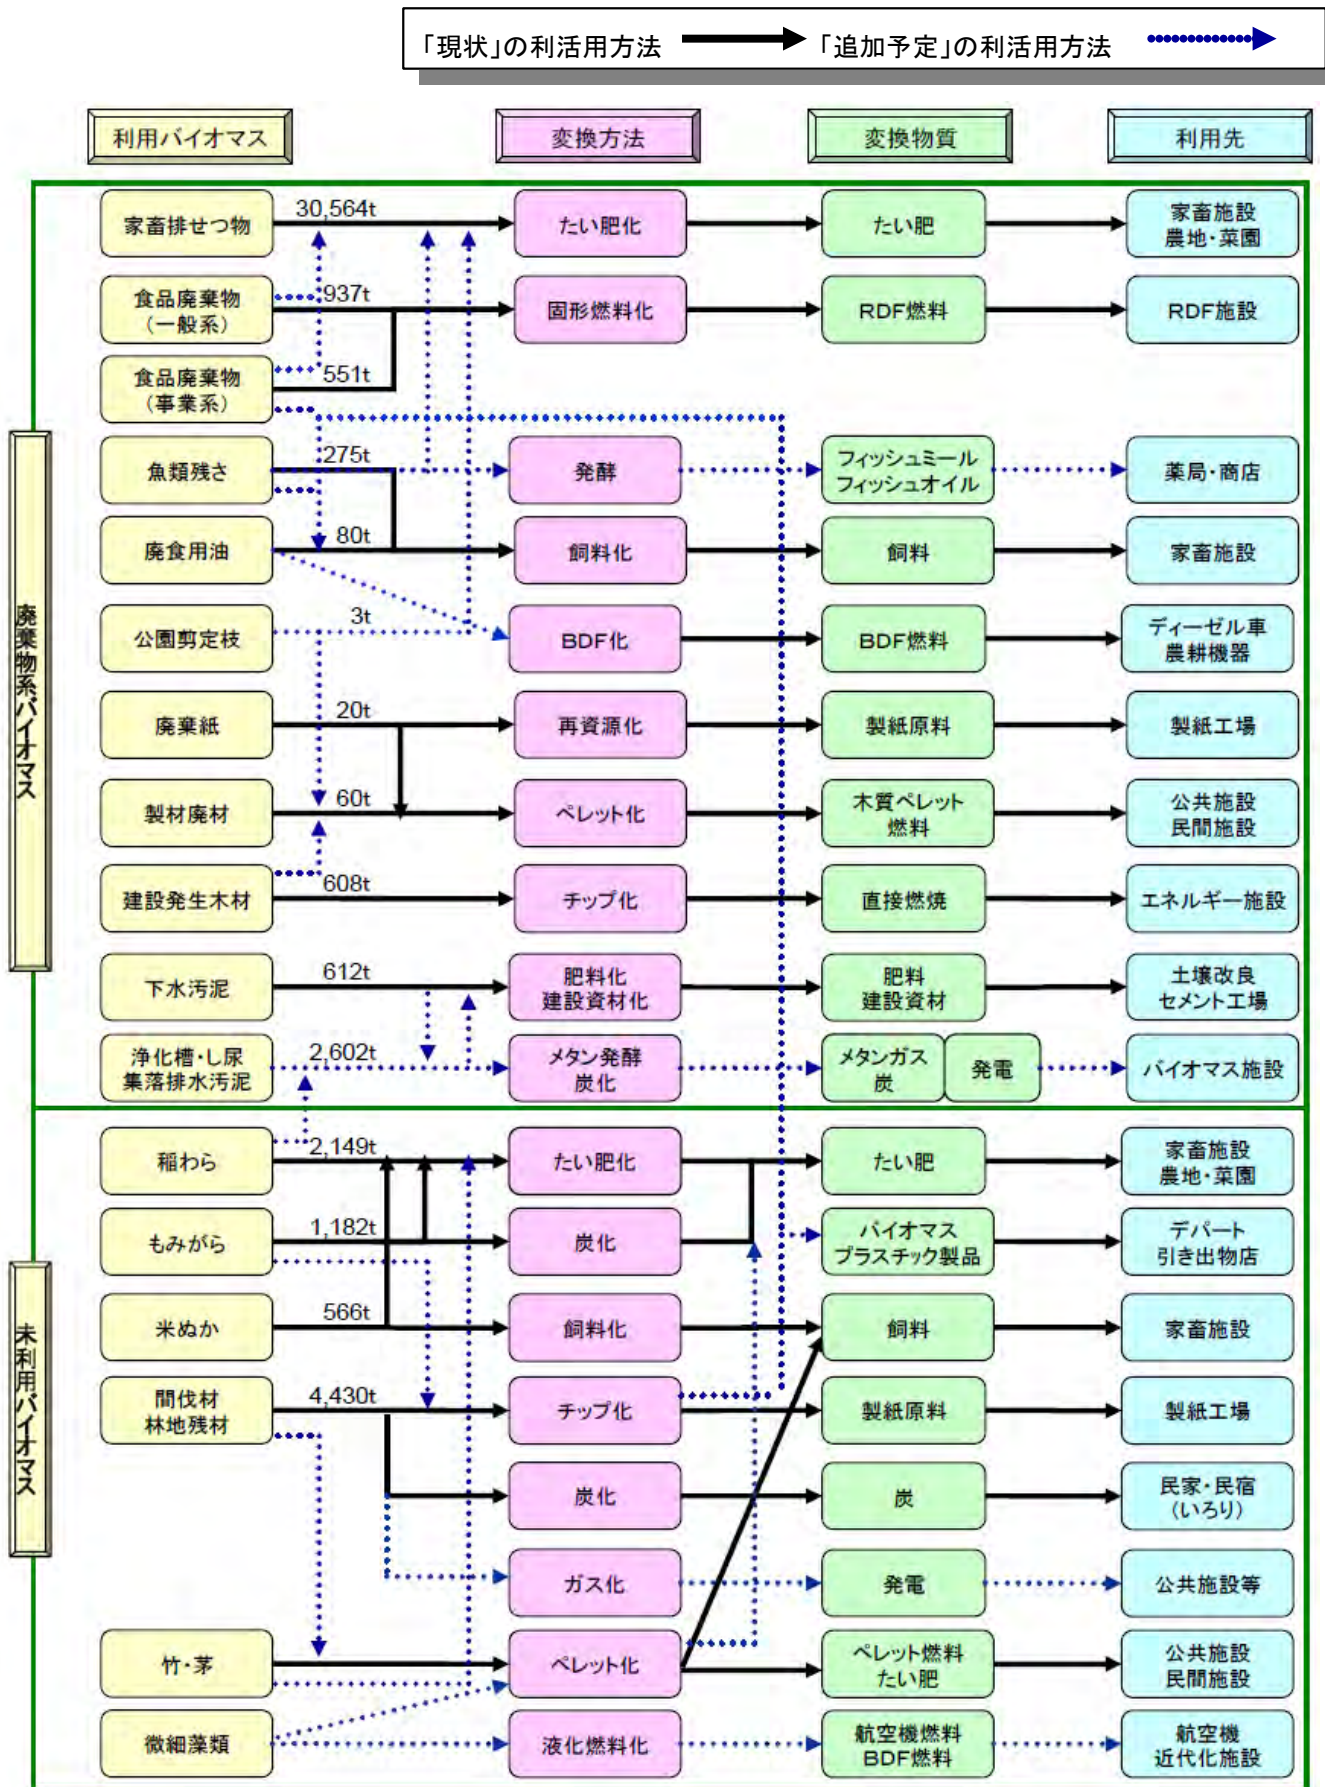 「現状」の利活用方法 「追加予定」の利活用方法
利用バイオマス 変換方法 変換物質 利用先
廃棄物系バイオマス
家畜排せつ物 30,564t たい肥化 たい肥 家畜施設
農地・菜園
食品廃棄物
(一般系) 937t 固形燃料化 RDF燃料 RDF施設
食品廃棄物
(事業系) 551t
魚類残さ 275t 発酵 フィッシュミール
フィッシュオイル 薬局・商店
廃食用油 80t 飼料化 飼料 家畜施設
公園剪定枝 3t BDF化 BDF燃料 ディーゼル車
農耕機器
廃棄紙 20t 再資源化 製紙原料 製紙工場
製材廃材 60t ペレット化 木質ペレット
燃料 公共施設
民間施設
建設発生木材 608t チップ化 直接燃焼 エネルギー施設
下水汚泥 612t 肥料化
建設資材化 肥料
建設資材 土壌改良
セメント工場
浄化槽・し尿
集落排水汚泥 2,602t メタン発酵
炭化 メタンガス
炭 発電 バイオマス施設
未利用バイオマス
稲わら 2,149t たい肥化 たい肥 家畜施設
農地・菜園
もみがら 1,182t 炭化 バイオマス
プラスチック製品 デパート
引き出物店
米ぬか 566t 飼料化 飼料 家畜施設
間伐材
林地残材 4,430t チップ化 製紙原料 製紙工場
炭化 炭 民家・民宿
(いろり)
ガス化 発電 公共施設等
竹・茅 ペレット化 ペレット燃料
たい肥 公共施設
民間施設
微細藻類 液化燃料化 航空機燃料
BDF燃料 航空機
近代化施設